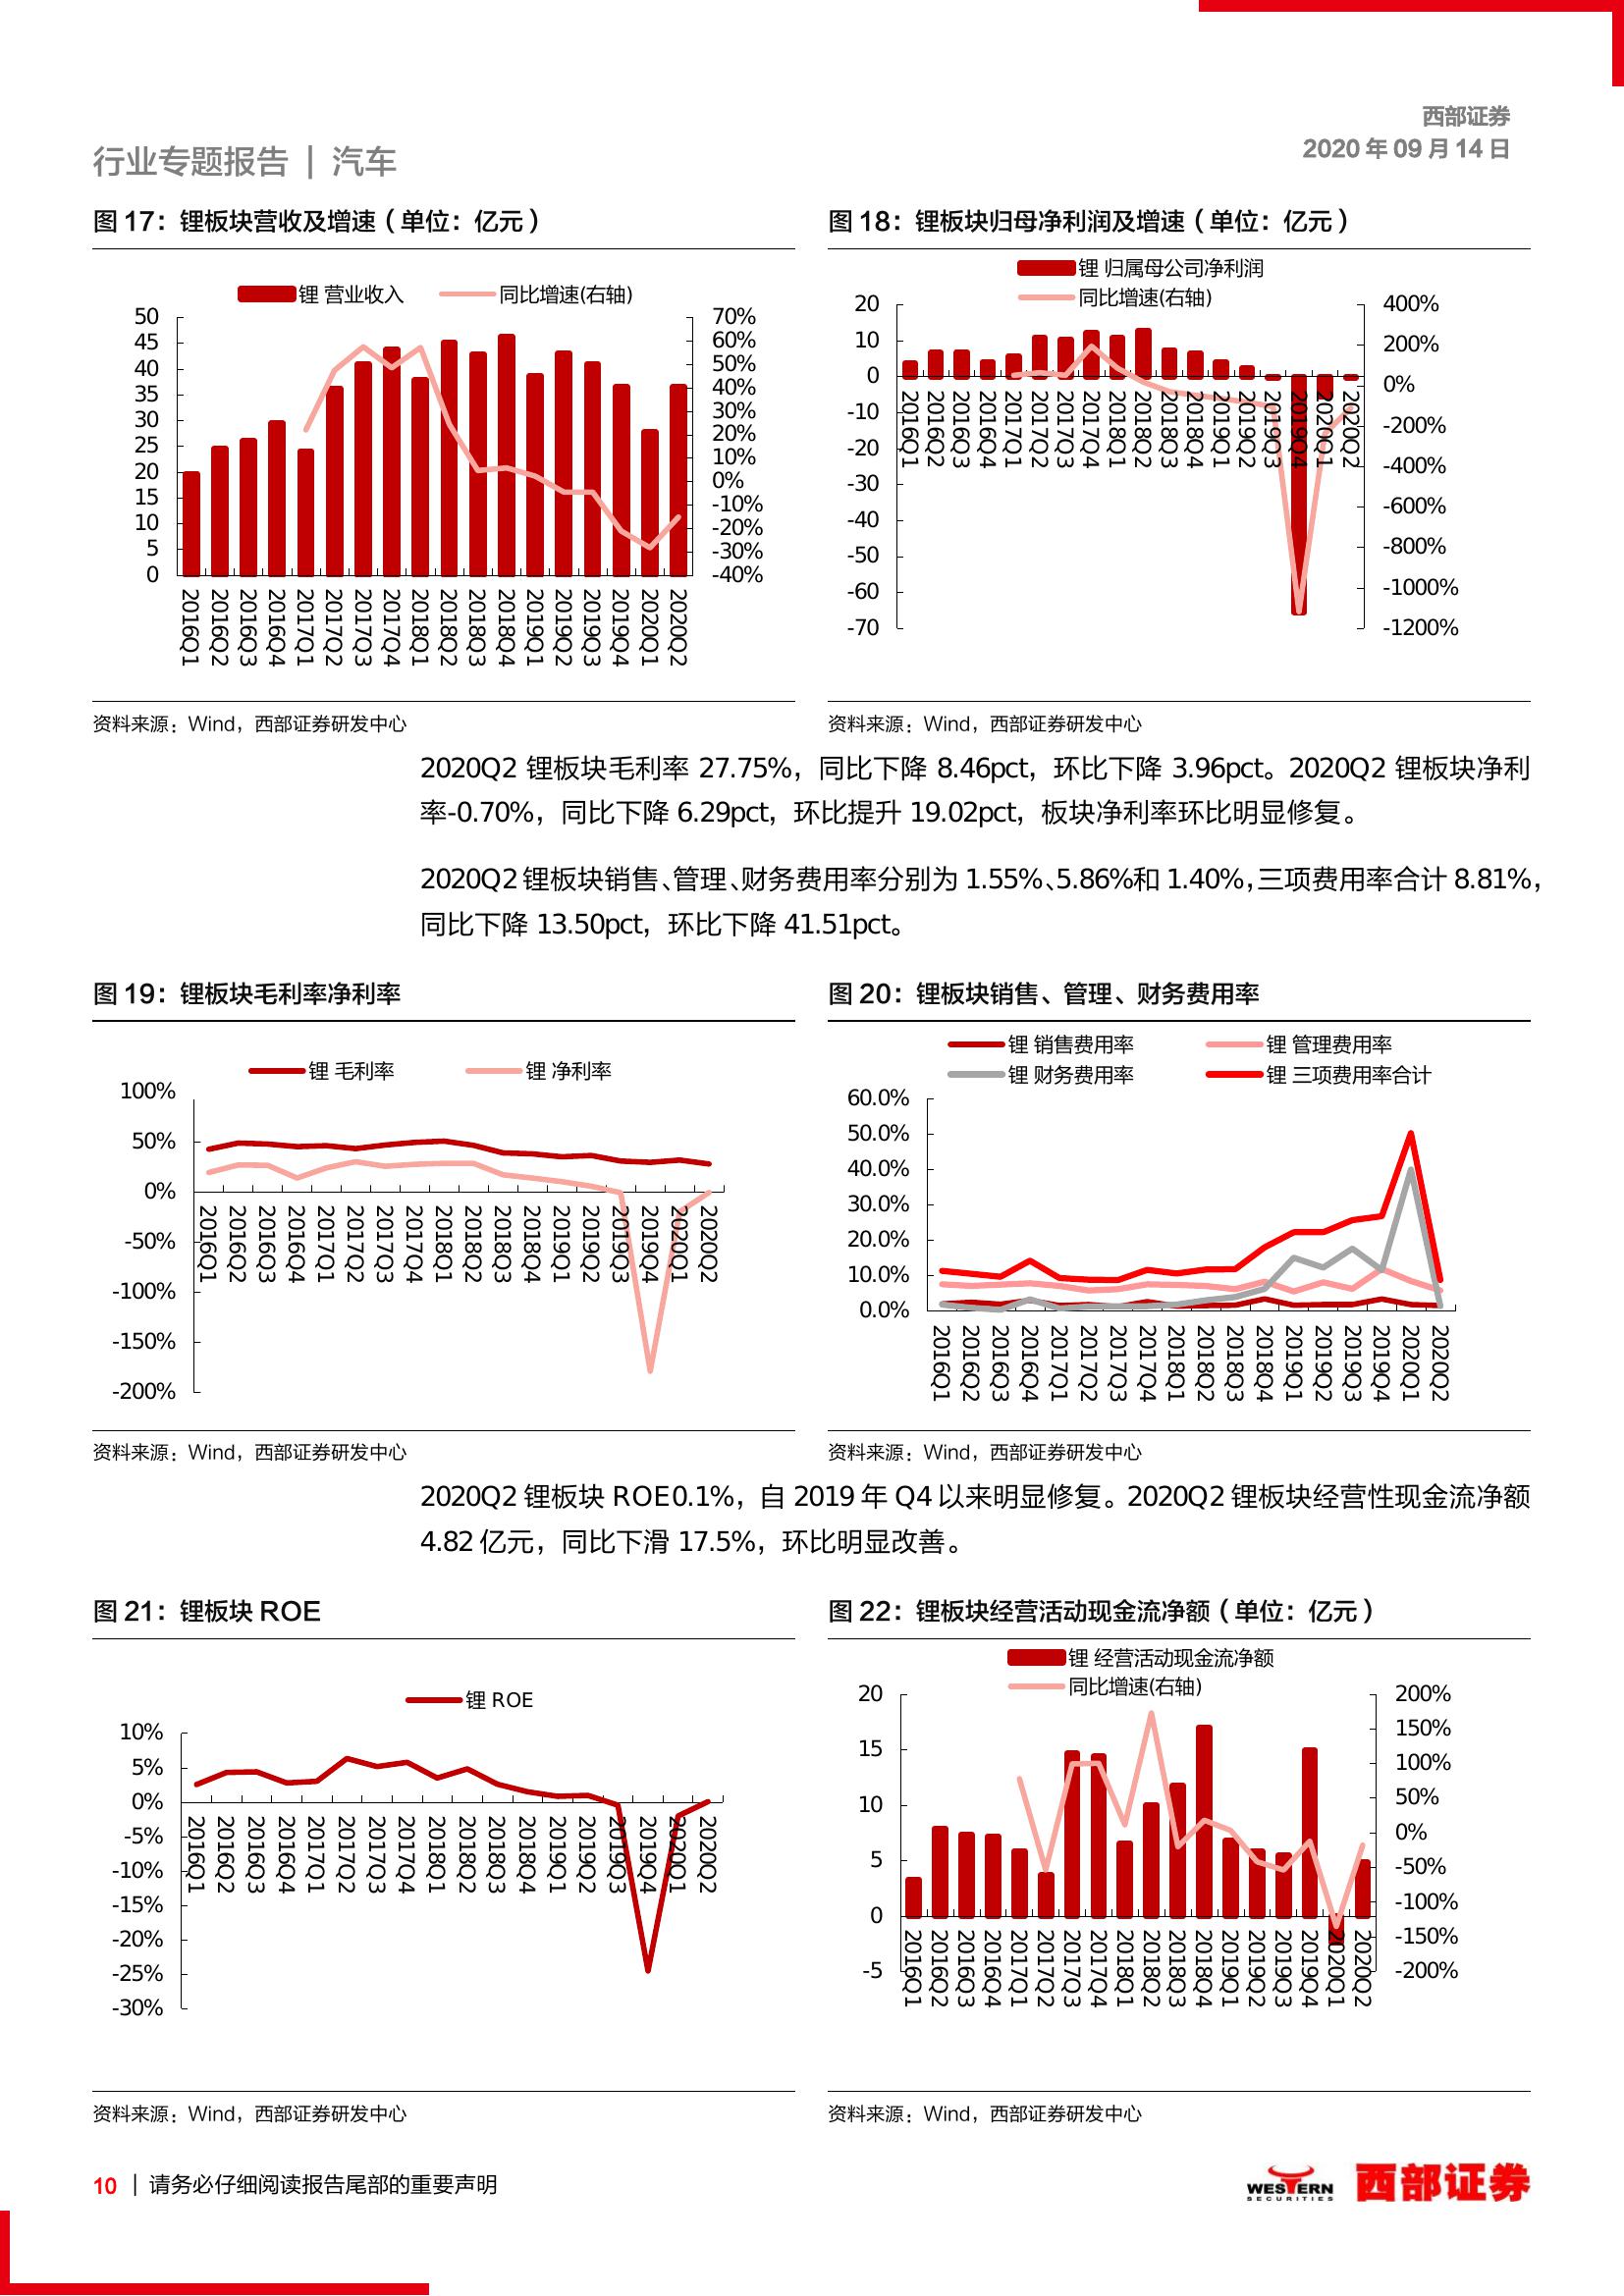 西部证券
2020 年 09 月 14 日
行业专题报告 | 汽车
图 17：锂板块营收及增速（单位：亿元）
锂 营业收入
同比增速(右轴)
50
45
40
35
30
25
20
15
10
5
0
70%
60%
50%
40%
30%
20%
10%
0%
-10%
-20%
-30%
-40%
2016Q1
2016Q2
2016Q3
2016Q4
2017Q1
2017Q2
2017Q3
2017Q4
2018Q1
2018Q2
2018Q3
2018Q4
2019Q1
2019Q2
2019Q3
2019Q4
2020Q1
2020Q2
资料来源：Wind，西部证券研发中心
图 18：锂板块归母净利润及增速（单位：亿元）
锂 归属母公司净利润
同比增速(右轴)
20
10
0
-10
-20
-30
-40
-50
-60
-70
400%
200%
0%
-200%
-400%
-600%
-800%
-1000%
-1200%
2016Q1
2016Q2
2016Q3
2016Q4
2017Q1
2017Q2
2017Q3
2017Q4
2018Q1
2018Q2
2018Q3
2018Q4
2019Q1
2019Q2
2019Q3
2019Q4
2020Q1
2020Q2
资料来源：Wind，西部证券研发中心
2020Q2 锂板块毛利率 27.75%，同比下降 8.46pct，环比下降 3.96pct。2020Q2 锂板块净利
率-0.70%，同比下降 6.29pct，环比提升 19.02pct，板块净利率环比明显修复。
2020Q2 锂板块销售、管理、财务费用率分别为 1.55%、5.86%和 1.40%，三项费用率合计 8.81%，
同比下降 13.50pct，环比下降 41.51pct。
图 19：锂板块毛利率净利率
锂 毛利率
锂 净利率
100%
50%
0%
-50%
-100%
-150%
-200%
2016Q1
2016Q2
2016Q3
2016Q4
2017Q1
2017Q2
2017Q3
2017Q4
2018Q1
2018Q2
2018Q3
2018Q4
2019Q1
2019Q2
2019Q3
2019Q4
2020Q1
2020Q2
资料来源：Wind，西部证券研发中心
图 20：锂板块销售、管理、财务费用率
锂 销售费用率
锂 管理费用率
锂 财务费用率
锂 三项费用率合计
60.0%
50.0%
40.0%
30.0%
20.0%
10.0%
0.0%
2016Q1
2016Q2
2016Q3
2016Q4
2017Q1
2017Q2
2017Q3
2017Q4
2018Q1
2018Q2
2018Q3
2018Q4
2019Q1
2019Q2
2019Q3
2019Q4
2020Q1
2020Q2
资料来源：Wind，西部证券研发中心
2020Q2 锂板块 ROE0.1%，自 2019 年 Q4 以来明显修复。2020Q2 锂板块经营性现金流净额
4.82 亿元，同比下滑 17.5%，环比明显改善。
图 21：锂板块 ROE
锂 ROE
10%
5%
0%
-5%
-10%
-15%
-20%
-25%
-30%
2016Q1
2016Q2
2016Q3
2016Q4
2017Q1
2017Q2
2017Q3
2017Q4
2018Q1
2018Q2
2018Q3
2018Q4
2019Q1
2019Q2
2019Q3
2019Q4
2020Q1
2020Q2
资料来源：Wind，西部证券研发中心
图 22：锂板块经营活动现金流净额（单位：亿元）
锂 经营活动现金流净额
同比增速(右轴)
20
15
10
5
0
-5
200%
150%
100%
50%
0%
-50%
-100%
-150%
-200%
2016Q1
2016Q2
2016Q3
2016Q4
2017Q1
2017Q2
2017Q3
2017Q4
2018Q1
2018Q2
2018Q3
2018Q4
2019Q1
2019Q2
2019Q3
2019Q4
2020Q1
2020Q2
资料来源：Wind，西部证券研发中心
10 | 请务必仔细阅读报告尾部的重要声明
WESTERN
SECURITIES
西部证券